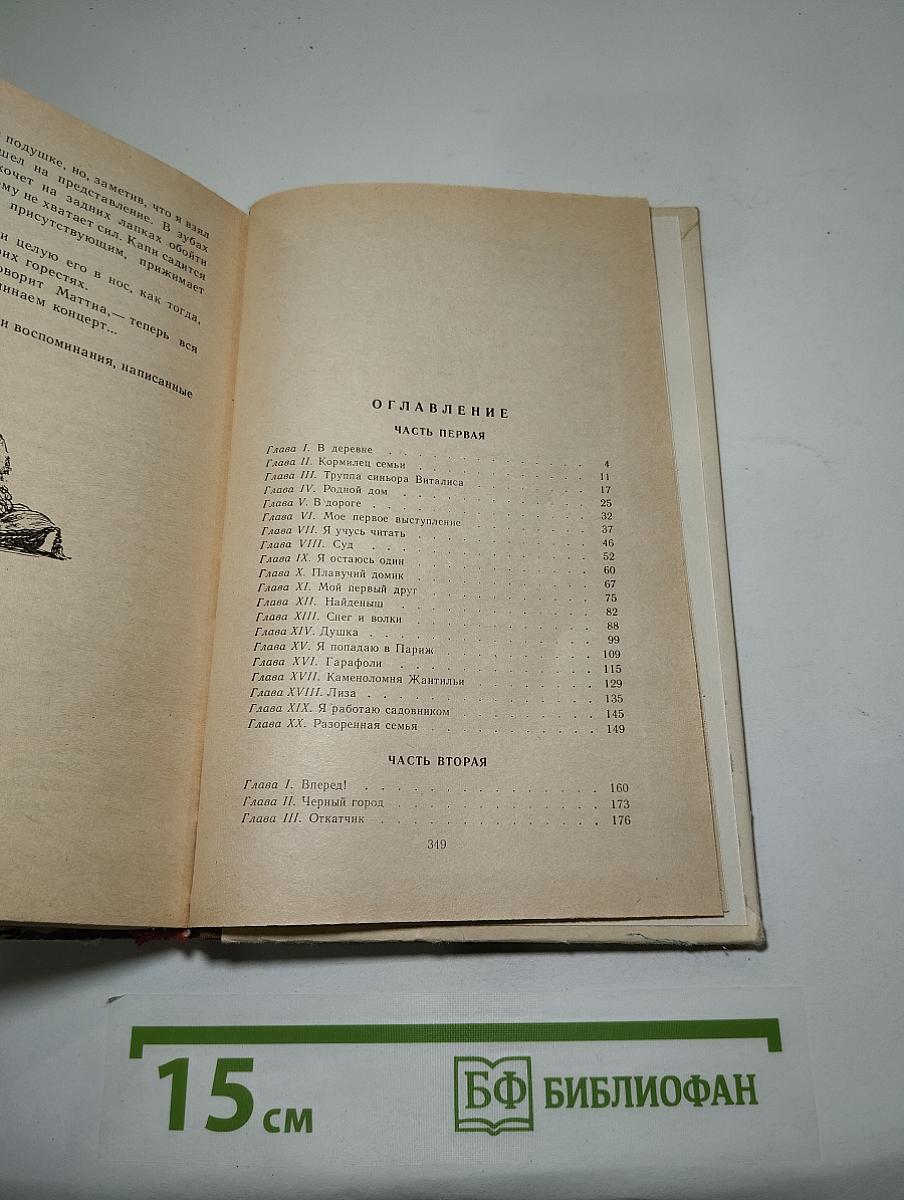 подушке, но, заметив, что я взял
шел на представление. В зубах
хочет на задних лапках обойти
ему не хватает сил. Капи садится
присутствующим, прижимает
и целую его в нос, как тогда,
их горестях.
говорит Маттиа,— теперь вся
чинаем концерт...
и воспоминания, написанные
ОГЛАВЛЕНИЕ
ЧАСТЬ ПЕРВАЯ
Глава I. В деревне . . . 4
Глава II. Кормилец семьи . . . 11
Глава III. Труппа синьора Виталиса . . . 17
Глава IV. Родной дом . . . 25
Глава V. В дороге . . . 32
Глава VI. Мое первое выступление . . . 37
Глава VII. Я учусь читать . . . 46
Глава VIII. Суд . . . 52
Глава IX. Я остаюсь один . . . 60
Глава X. Плавучий домик . . . 67
Глава XI. Мой первый друг . . . 75
Глава XII. Найденыш . . . 82
Глава XIII. Снег и волки . . . 88
Глава XIV. Душка . . . 99
Глава XV. Я попадаю в Париж . . . 109
Глава XVI. Гарафоли . . . 115
Глава XVII. Каменоломня Жантильи . . . 129
Глава XVIII. Лиза . . . 135
Глава XIX. Я работаю садовником . . . 145
Глава XX. Разоренная семья . . . 149
ЧАСТЬ ВТОРАЯ
Глава I. Вперед! . . . 160
Глава II. Черный город . . . 173
Глава III. Откатчик . . . 176
349
15 см
БФ БИБЛИОФАН